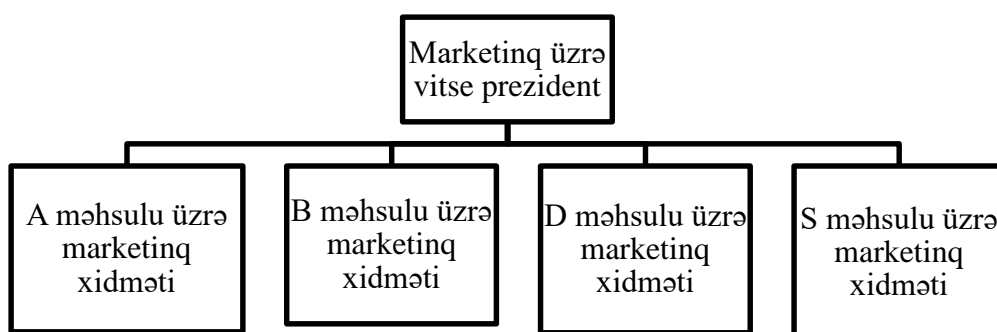 Marketinq üzrə
vitse prezident
A məhsulu üzrə
marketinq
xidməti
B məhsulu üzrə
marketinq
xidməti
D məhsulu üzrə
marketinq
xidməti
S məhsulu üzrə
marketinq
xidməti